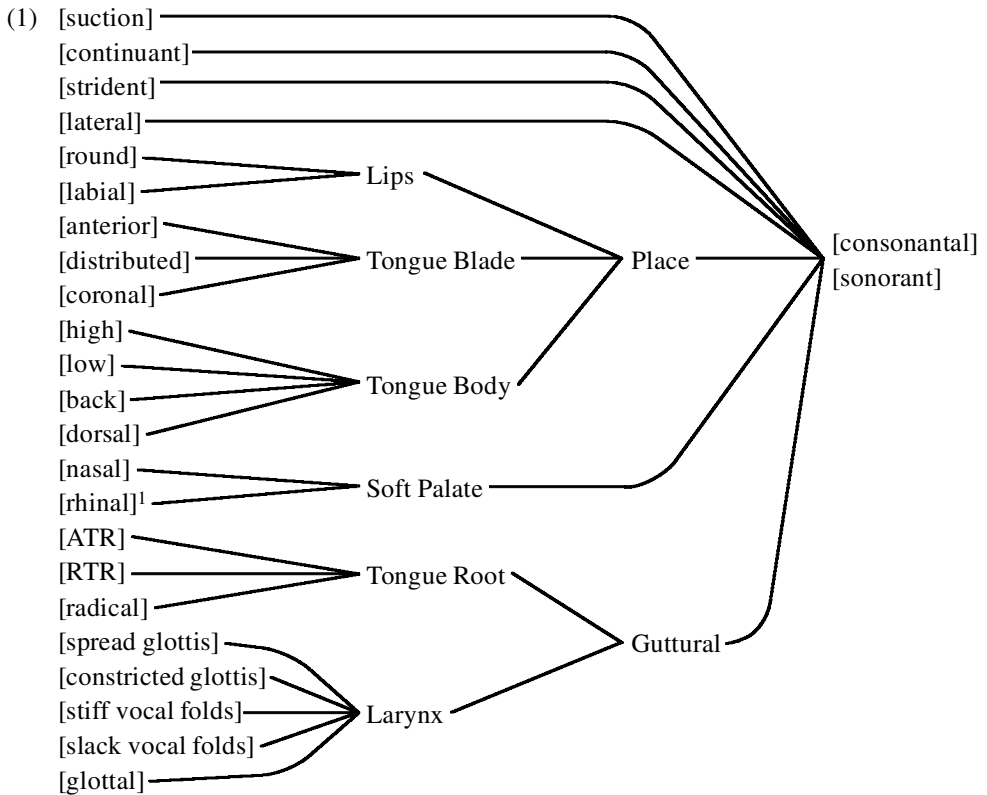 (1) [suction]
[continuant]
[strident]
[lateral]
[round]
[labial]
Lips
[anterior]
[distributed]
[coronal]
Tongue Blade
Place
[consonantal]
[sonorant]
[high]
[low]
[back]
[dorsal]
Tongue Body
[nasal]
[rhinal]¹
Soft Palate
[ATR]
[RTR]
[radical]
Tongue Root
[spread glottis]
[constricted glottis]
[stiff vocal folds]
[slack vocal folds]
[glottal]
Larynx
Guttural